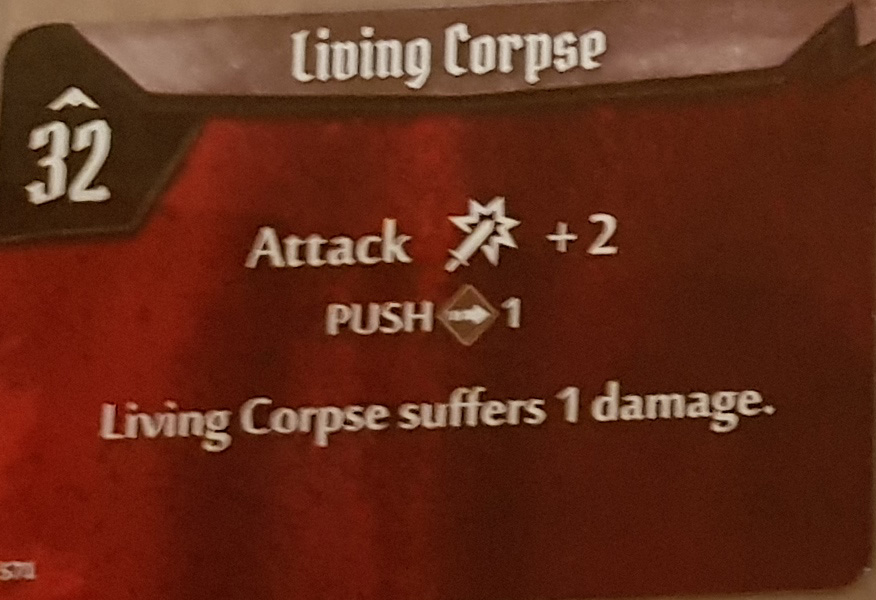 Living Corpse
32
Attack + 2
PUSH 1
Living Corpse suffers 1 damage.